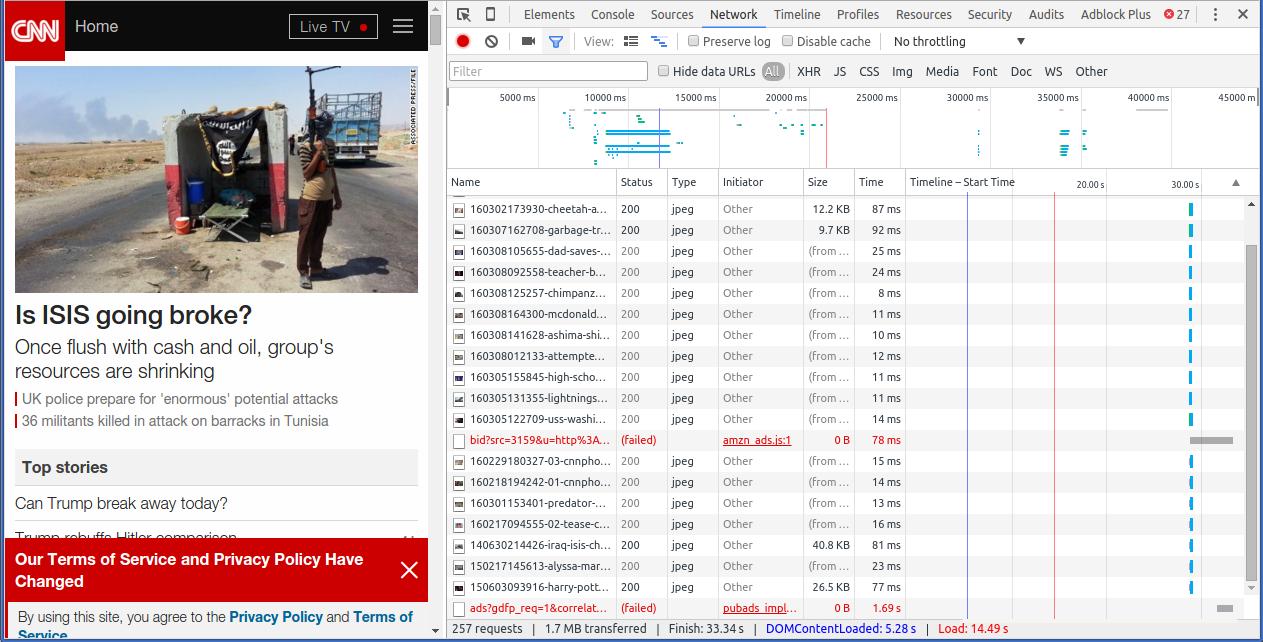 CNN Home Live TV
ASSOCIATED PRESS/FILE
Is ISIS going broke?
Once flush with cash and oil, group's
resources are shrinking
UK police prepare for 'enormous' potential attacks
36 militants killed in attack on barracks in Tunisia
Top stories
Can Trump break away today?
Trump rebuffs Hitler comparison
Our Terms of Service and Privacy Policy Have
Changed
By using this site, you agree to the Privacy Policy and Terms of
Service
Elements Console Sources Network Timeline Profiles Resources Security Audits Adblock Plus 27
View: Preserve log Disable cache No throttling
Filter Hide data URLs All XHR JS CSS Img Media Font Doc WS Other
5000 ms 10000 ms 15000 ms 20000 ms 25000 ms 30000 ms 35000 ms 40000 ms 45000 m
Name Status Type Initiator Size Time Timeline – Start Time 20.00 s 30.00 s
160302173930-cheetah-a... 200 jpeg Other 12.2 KB 87 ms
160307162708-garbage-tr... 200 jpeg Other 9.7 KB 92 ms
160308105655-dad-saves-... 200 jpeg Other (from ... 25 ms
160308092558-teacher-b... 200 jpeg Other (from ... 24 ms
160308125257-chimpanz... 200 jpeg Other (from ... 8 ms
160308164300-mcdonald... 200 jpeg Other (from ... 11 ms
160308141628-ashima-shi... 200 jpeg Other (from ... 10 ms
160308012133-attempte... 200 jpeg Other (from ... 12 ms
160305155845-high-scho... 200 jpeg Other (from ... 11 ms
160305131355-lightnings... 200 jpeg Other (from ... 11 ms
160305122709-uss-washi... 200 jpeg Other (from ... 14 ms
bid?src=3159&u=http%3A... (failed) amzn_ads.js:1 0 B 78 ms
160229180327-03-cnnpho... 200 jpeg Other (from ... 15 ms
160218194242-01-cnnpho... 200 jpeg Other (from ... 14 ms
160301153401-predator-... 200 jpeg Other (from ... 13 ms
160217094555-02-tease-c... 200 jpeg Other (from ... 16 ms
140630214426-iraq-isis-ch... 200 jpeg Other 40.8 KB 81 ms
150217145613-alyssa-mar... 200 jpeg Other (from ... 23 ms
150603093916-harry-pott... 200 jpeg Other 26.5 KB 77 ms
ads?gdfp_req=1&correlat... (failed) pubads_impl... 0 B 1.69 s
257 requests | 1.7 MB transferred | Finish: 33.34 s | DOMContentLoaded: 5.28 s | Load: 14.49 s